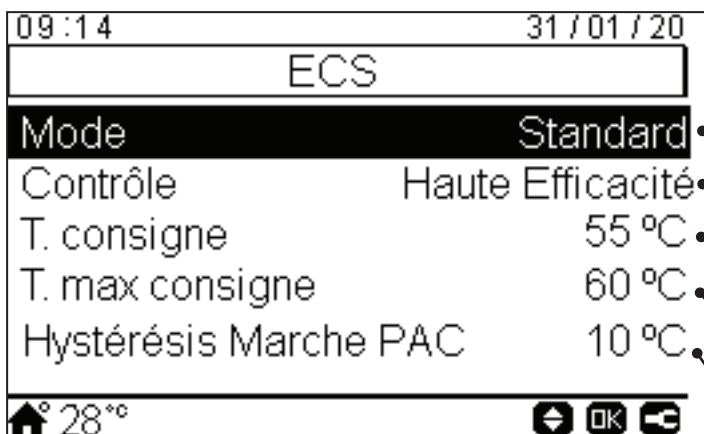 09:14 31/01/20
ECS
Mode Standard
Contrôle Haute Efficacité
T. consigne 55 ºC
T. max consigne 60 ºC
Hystérésis Marche PAC 10 ºC
28°C OK